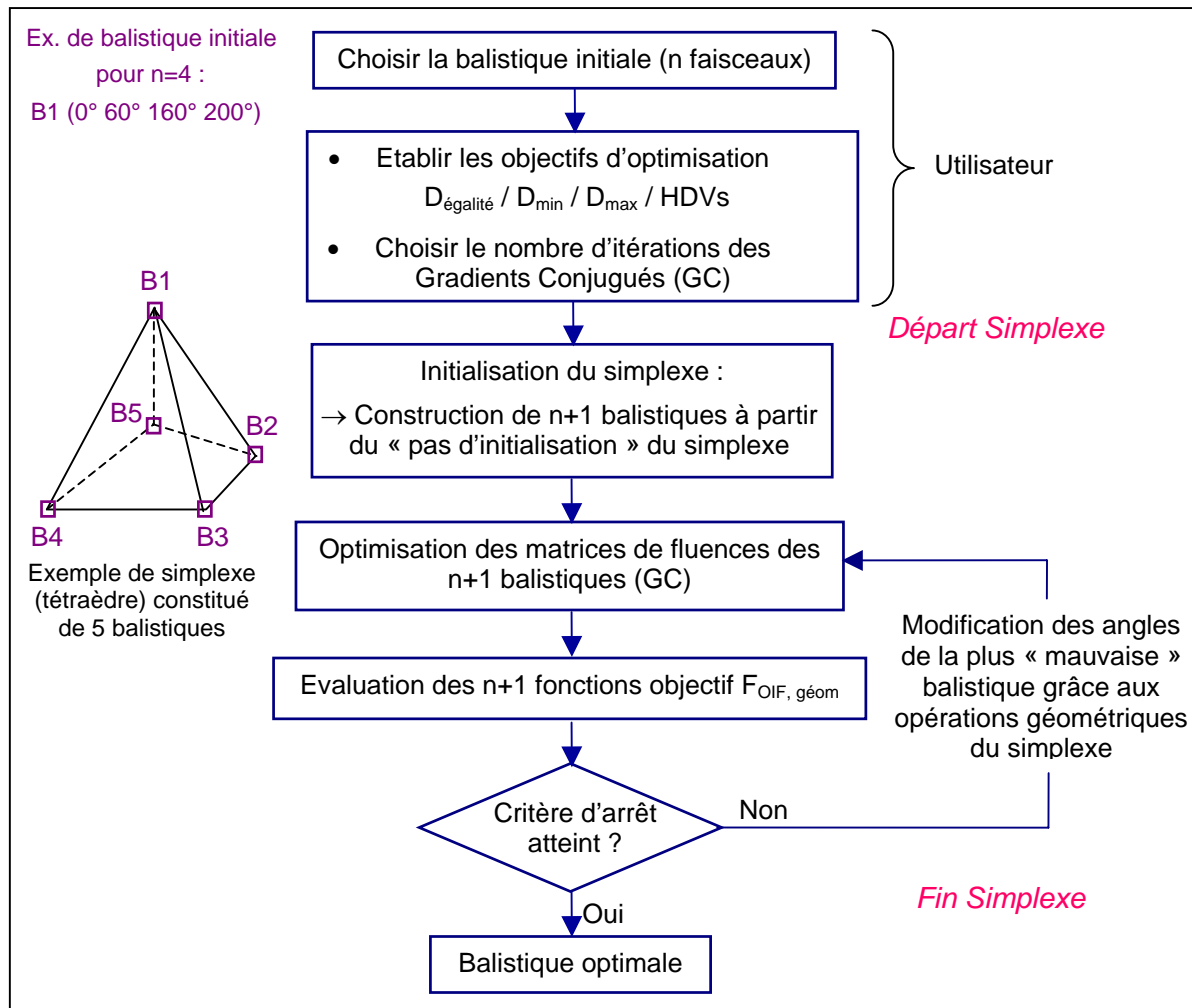 Ex. de balistique initiale
pour n=4 :
B1 (0° 60° 160° 200°)
Choisir la balistique initiale (n faisceaux)
• Etablir les objectifs d'optimisation
Dégalité / Dmin / Dmax / HDVs
• Choisir le nombre d'itérations des
Gradients Conjugués (GC)
Utilisateur
Départ Simplexe
B1
B5
B2
B4
B3
Exemple de simplexe
(tétraèdre) constitué
de 5 balistiques
Initialisation du simplexe :
→ Construction de n+1 balistiques à partir
du « pas d'initialisation » du simplexe
Optimisation des matrices de fluences des
n+1 balistiques (GC)
Evaluation des n+1 fonctions objectif FOIF, géom
Modification des angles
de la plus « mauvaise »
balistique grâce aux
opérations géométriques
du simplexe
Critère d'arrêt
atteint ?
Non
Oui
Fin Simplexe
Balistique optimale